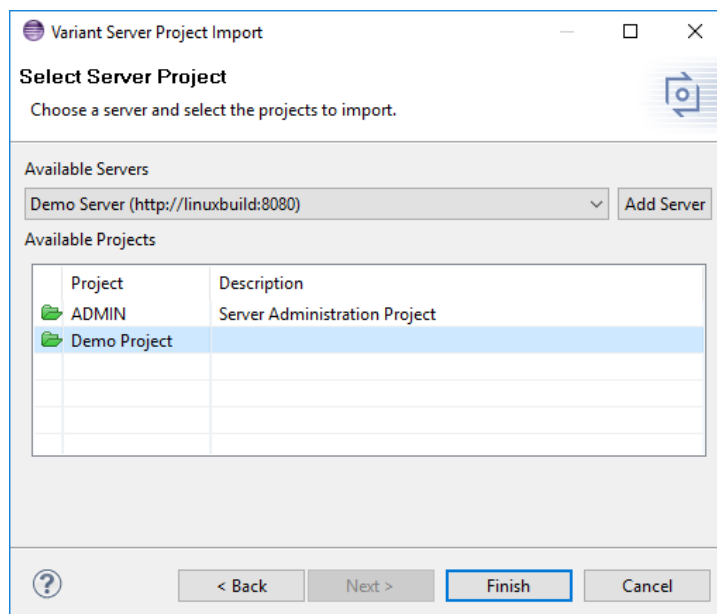 Variant Server Project Import
Select Server Project
Choose a server and select the projects to import.
Available Servers
Demo Server (http://linuxbuild:8080) Add Server
Available Projects
Project Description
ADMIN Server Administration Project
Demo Project
? < Back Next > Finish Cancel